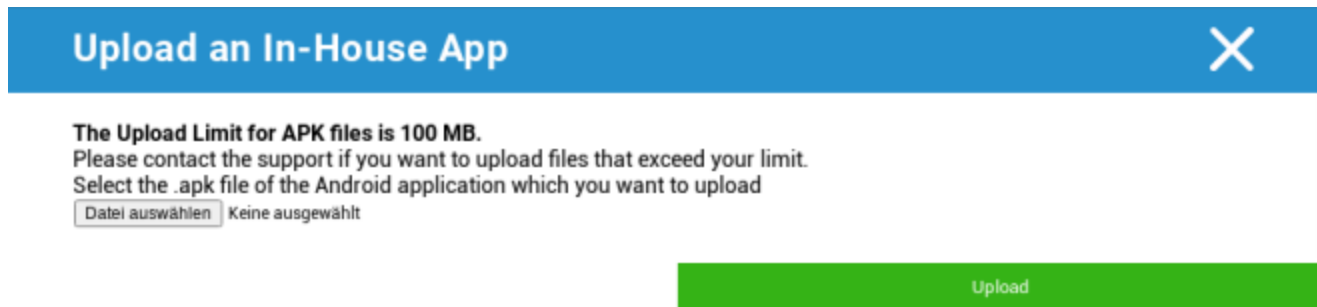 Upload an In-House App
The Upload Limit for APK files is 100 MB.
Please contact the support if you want to upload files that exceed your limit.
Select the .apk file of the Android application which you want to upload
Datei auswählen Keine ausgewählt
Upload